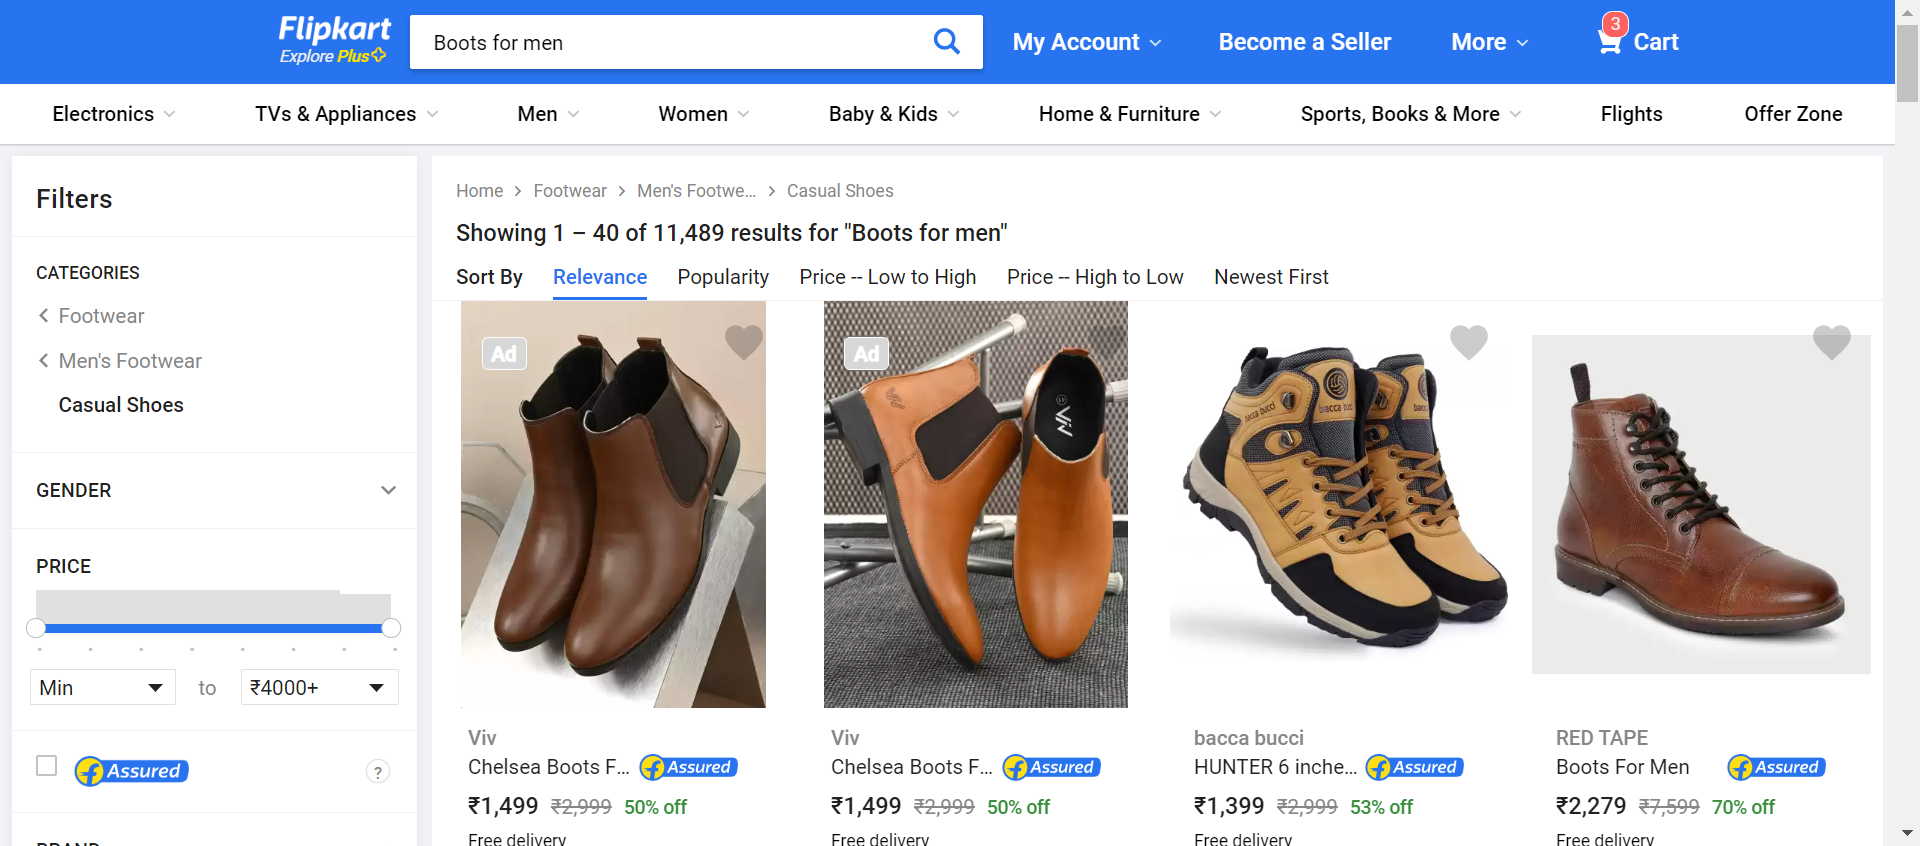 Flipkart
Explore Plus
Boots for men
My Account
Become a Seller
More
3
Cart
Electronics
TVs & Appliances
Men
Women
Baby & Kids
Home & Furniture
Sports, Books & More
Flights
Offer Zone
Filters
CATEGORIES
Footwear
Men's Footwear
Casual Shoes
GENDER
PRICE
Min to ₹4000+
f Assured
?
BRAND
Home > Footwear > Men's Footwe... > Casual Shoes
Showing 1 – 40 of 11,489 results for "Boots for men"
Sort By Relevance Popularity Price -- Low to High Price -- High to Low Newest First
Ad
Viv
Chelsea Boots F... f Assured
₹1,499 ₹2,999 50% off
Free delivery
Ad
VIV
Viv
Chelsea Boots F... f Assured
₹1,499 ₹2,999 50% off
Free delivery
bacca bucci
bacca bucci
HUNTER 6 inche... f Assured
₹1,399 ₹2,999 53% off
Free delivery
RED TAPE
Boots For Men f Assured
₹2,279 ₹7,599 70% off
Free delivery